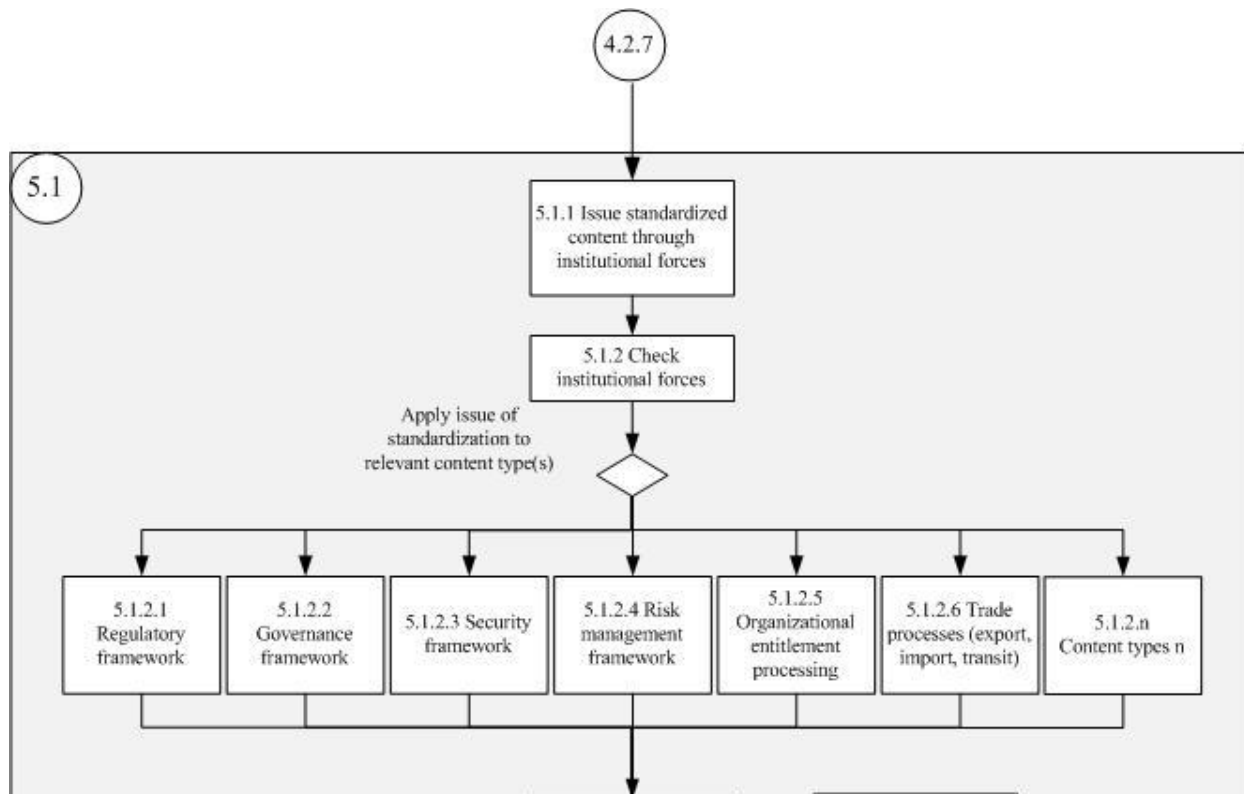 4.2.7
5.1
5.1.1 Issue standardized
content through
institutional forces
5.1.2 Check
institutional forces
Apply issue of
standardization to
relevant content type(s)
5.1.2.1
Regulatory
framework
5.1.2.2
Governance
framework
5.1.2.3 Security
framework
5.1.2.4 Risk
management
framework
5.1.2.5
Organizational
entitlement
processing
5.1.2.6 Trade
processes (export,
import, transit)
5.1.2.n
Content types n